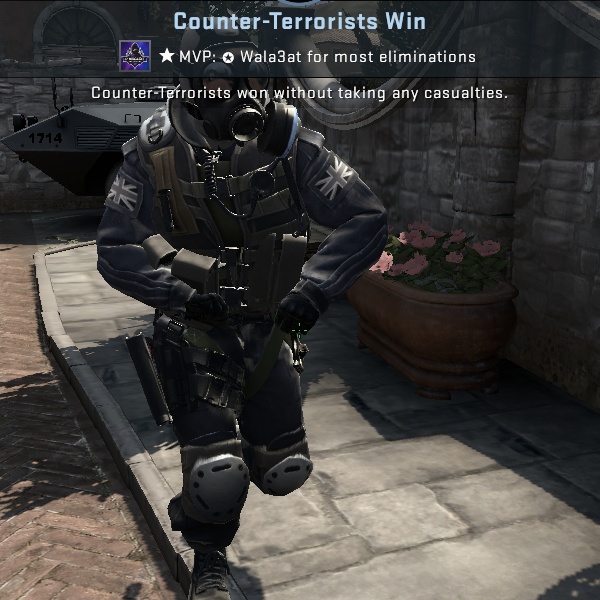 Counter-Terrorists Win
★ MVP: ✪ Wala3at for most eliminations
Counter-Terrorists won without taking any casualties.
1714